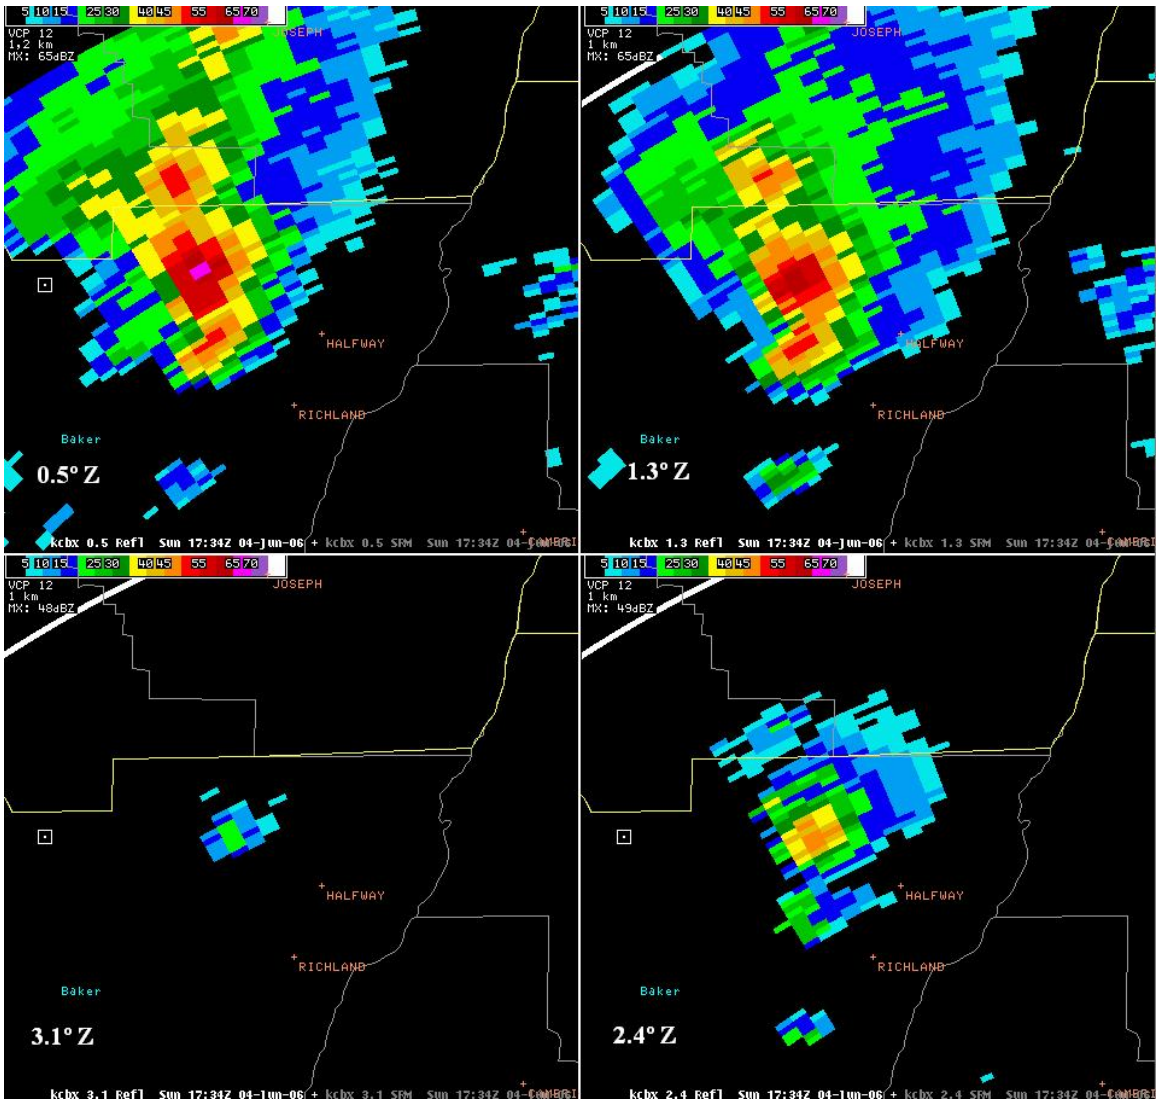 5 10 15 25 30 40 45 55 65 70
VCP 12
1,2 km
MX: 65dBZ
JOSEPH
HALFWAY
RICHLAND
Baker
0.5° Z
kcbx 0.5 Refl Sun 17:34Z 04-Jun-06 + kcbx 0.5 SRM Sun 17:34Z
5 10 15 25 30 40 45 55 65 70
VCP 12
1 km
MX: 65dBZ
JOSEPH
HALFWAY
RICHLAND
Baker
1.3° Z
kcbx 1.3 Refl Sun 17:34Z 04-Jun-06 + kcbx 1.3 SRM Sun 17:34Z
5 10 15 25 30 40 45 55 65 70
VCP 12
1 km
MX: 48dBZ
JOSEPH
HALFWAY
RICHLAND
Baker
3.1° Z
kcbx 3.1 Refl Sun 17:34Z 04-Jun-06 + kcbx 3.1 SRM Sun 17:34Z
5 10 15 25 30 40 45 55 65 70
VCP 12
1 km
MX: 49dBZ
JOSEPH
HALFWAY
RICHLAND
Baker
2.4° Z
kcbx 2.4 Refl Sun 17:34Z 04-Jun-06 + kcbx 2.4 SRM Sun 17:34Z